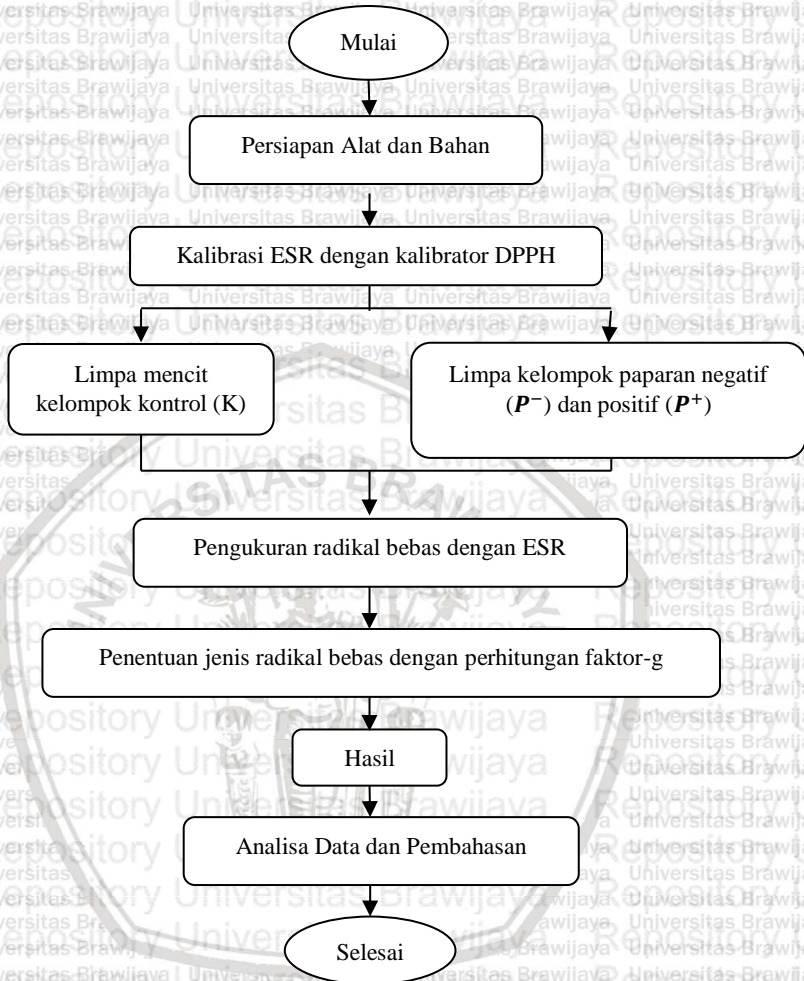 Mulai
Persiapan Alat dan Bahan
Kalibrasi ESR dengan kalibrator DPPH
Limpa mencit
kelompok kontrol (K)
Limpa kelompok paparan negatif
(P⁻) dan positif (P⁺)
Pengukuran radikal bebas dengan ESR
Penentuan jenis radikal bebas dengan perhitungan faktor-g
Hasil
Analisa Data dan Pembahasan
Selesai
UNIVERSITAS BRAWIJAYA